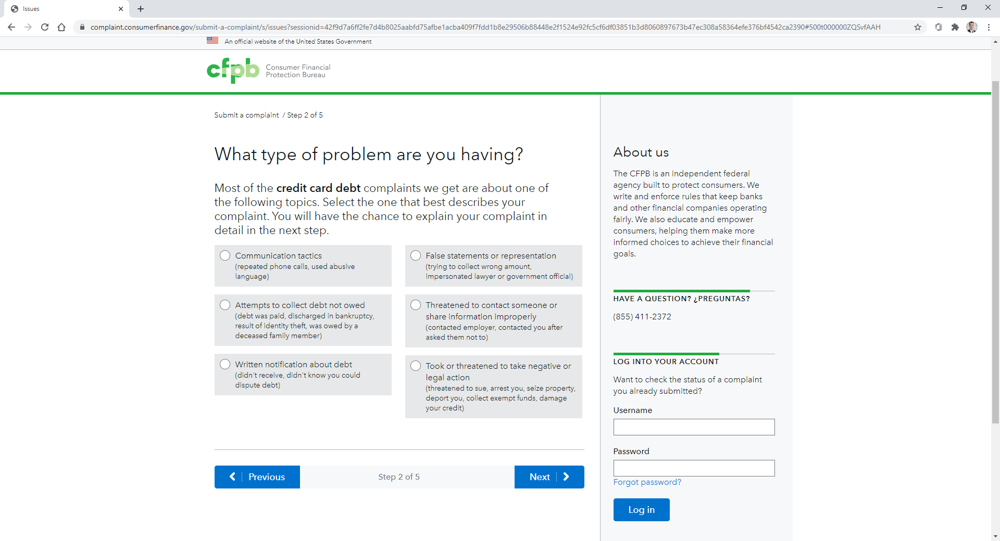 Issues
complaint.consumerfinance.gov/submit-a-complaint/s/issues?sessionid=42f9d7a6ff2fe7d4b8025aabfd75afbe1acba409f7fdd1b8e29506b88448e2f1524e92fc5cf6df03851b3d8060897673b47ec308a58364efe376bf4542ca2390#500t000000ZQSvfAAH
An official website of the United States Government
cfpb
Consumer Financial
Protection Bureau
Submit a complaint / Step 2 of 5
What type of problem are you having?
Most of the credit card debt complaints we get are about one of
the following topics. Select the one that best describes your
complaint. You will have the chance to explain your complaint in
detail in the next step.
Communication tactics
(repeated phone calls, used abusive
language)
False statements or representation
(trying to collect wrong amount,
impersonated lawyer or government official)
Attempts to collect debt not owed
(debt was paid, discharged in bankruptcy,
result of identity theft, was owed by a
deceased family member)
Threatened to contact someone or
share information improperly
(contacted employer, contacted you after
asked them not to)
Written notification about debt
(didn't receive, didn't know you could
dispute debt)
Took or threatened to take negative or
legal action
(threatened to sue, arrest you, seize property,
deport you, collect exempt funds, damage
your credit)
Previous
Step 2 of 5
Next
About us
The CFPB is an independent federal
agency built to protect consumers. We
write and enforce rules that keep banks
and other financial companies operating
fairly. We also educate and empower
consumers, helping them make more
informed choices to achieve their financial
goals.
HAVE A QUESTION? ¿PREGUNTAS?
(855) 411-2372
LOG INTO YOUR ACCOUNT
Want to check the status of a complaint
you already submitted?
Username
Password
Forgot password?
Log in